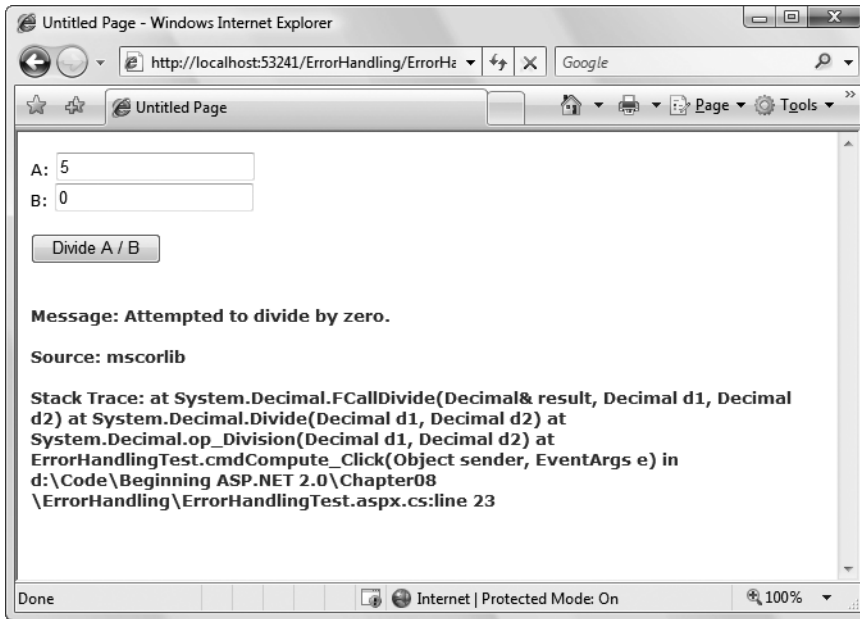 Untitled Page - Windows Internet Explorer
http://localhost:53241/ErrorHandling/ErrorHa
Google
Untitled Page
Page
Tools
A: 5
B: 0
Divide A / B
Message: Attempted to divide by zero.
Source: mscorlib
Stack Trace: at System.Decimal.FCallDivide(Decimal& result, Decimal d1, Decimal
d2) at System.Decimal.Divide(Decimal d1, Decimal d2) at
System.Decimal.op_Division(Decimal d1, Decimal d2) at
ErrorHandlingTest.cmdCompute_Click(Object sender, EventArgs e) in
d:\Code\Beginning ASP.NET 2.0\Chapter08
\ErrorHandling\ErrorHandlingTest.aspx.cs:line 23
Done
Internet | Protected Mode: On
100%